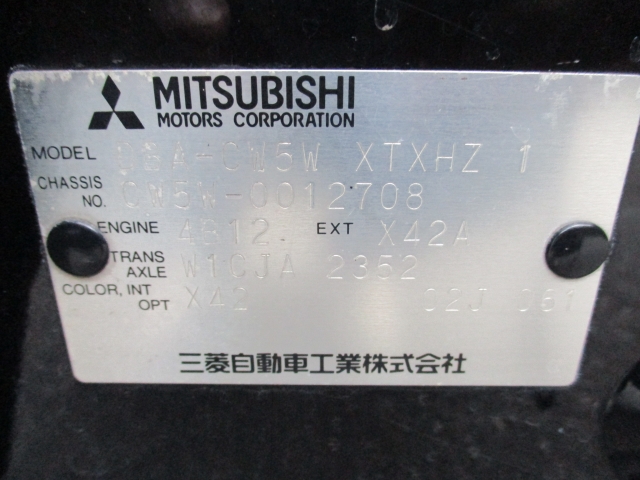 MITSUBISHI
MOTORS CORPORATION
MODEL CBA-CW5W XTXHZ 1
CHASSIS NO. CW5W-0012708
ENGINE 4B12 EXT X42A
TRANS AXLE W1CJA 2352
COLOR, INT OPT X42 02J 061
三菱自動車工業株式会社